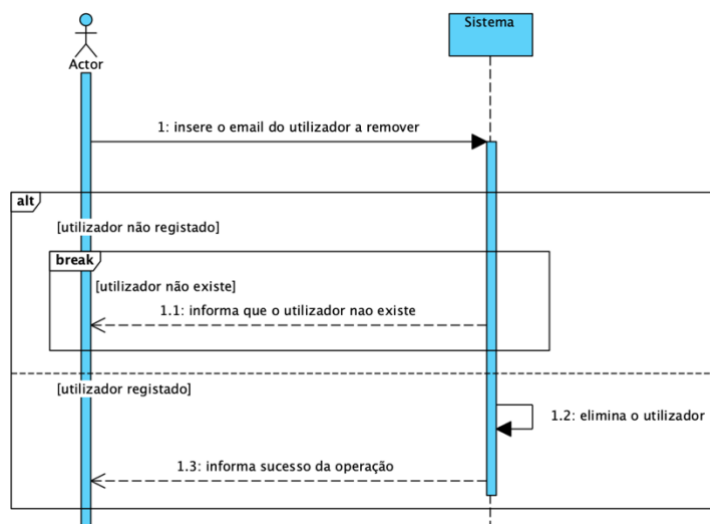 Sistema
Actor
1: insere o email do utilizador a remover
alt
[utilizador não registado]
break
[utilizador não existe]
1.1: informa que o utilizador nao existe
[utilizador registado]
1.2: elimina o utilizador
1.3: informa sucesso da operação